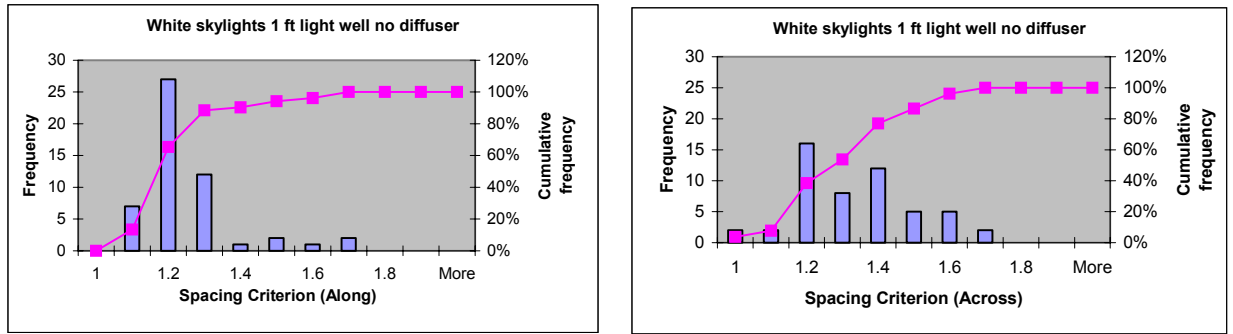 White skylights 1 ft light well no diffuser
30
25
20
15
10
5
0
Frequency
120%
100%
80%
60%
40%
20%
0%
Cumulative
frequency
1 1.2 1.4 1.6 1.8 More
Spacing Criterion (Along)
White skylights 1 ft light well no diffuser
30
25
20
15
10
5
0
Frequency
120%
100%
80%
60%
40%
20%
0%
Cumulative
frequency
1 1.2 1.4 1.6 1.8 More
Spacing Criterion (Across)